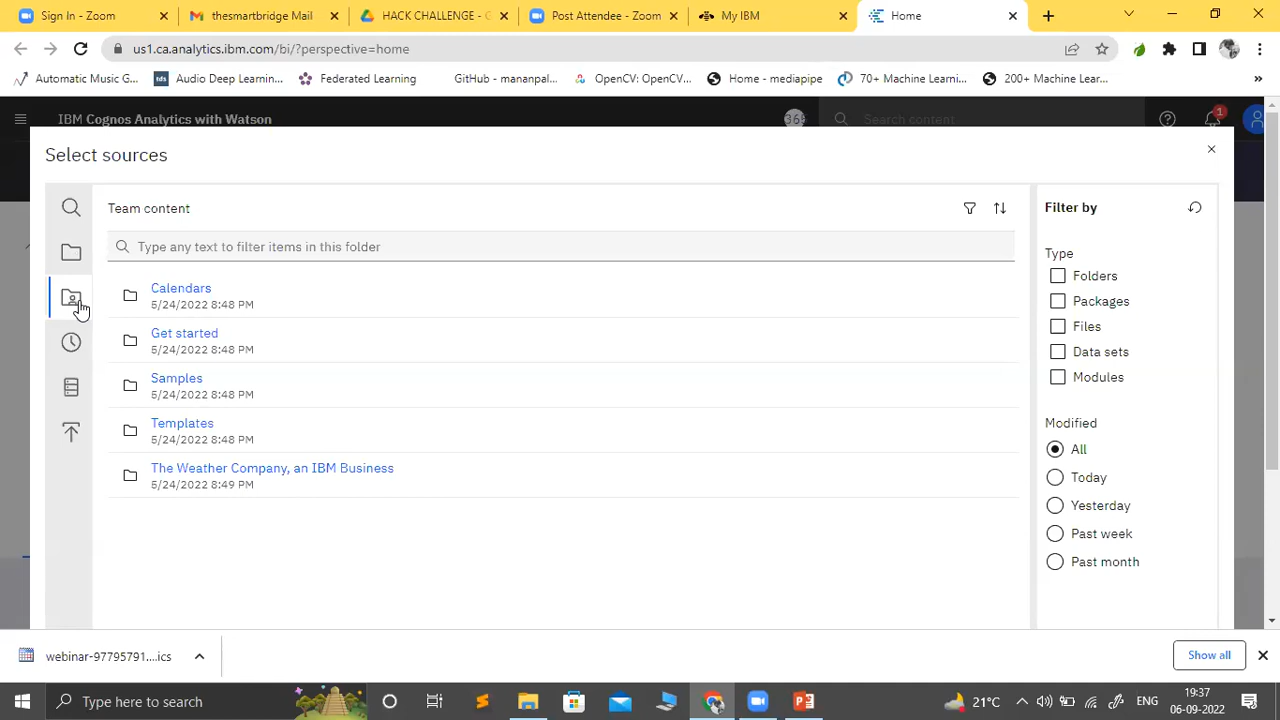 Sign In - Zoom
thesmartbridge Mail
HACK CHALLENGE - G
Post Attendee - Zoom
My IBM
Home
us1.ca.analytics.ibm.com/bi/?perspective=home
Automatic Music G...
tds
Audio Deep Learnin...
Federated Learning
GitHub - mananpal...
OpenCV: OpenCV...
Home - mediapipe
70+ Machine Learni...
200+ Machine Lear...
»
IBM Cognos Analytics with Watson
Search content
1
Select sources
Team content
Type any text to filter items in this folder
Calendars
5/24/2022 8:48 PM
Get started
5/24/2022 8:48 PM
Samples
5/24/2022 8:48 PM
Templates
5/24/2022 8:48 PM
The Weather Company, an IBM Business
5/24/2022 8:49 PM
Filter by
Type
Folders
Packages
Files
Data sets
Modules
Modified
All
Today
Yesterday
Past week
Past month
webinar-97795791....ics
Show all
Type here to search
21°C
ENG
19:37
06-09-2022